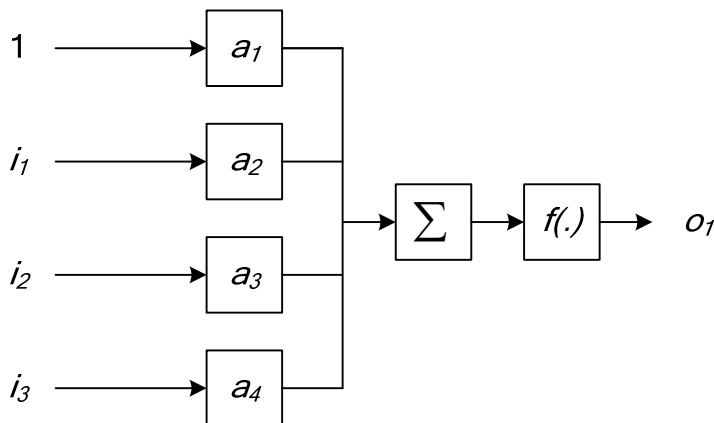 1 a₁
i₁ a₂
∑ f(.) o₁
i₂ a₃
i₃ a₄